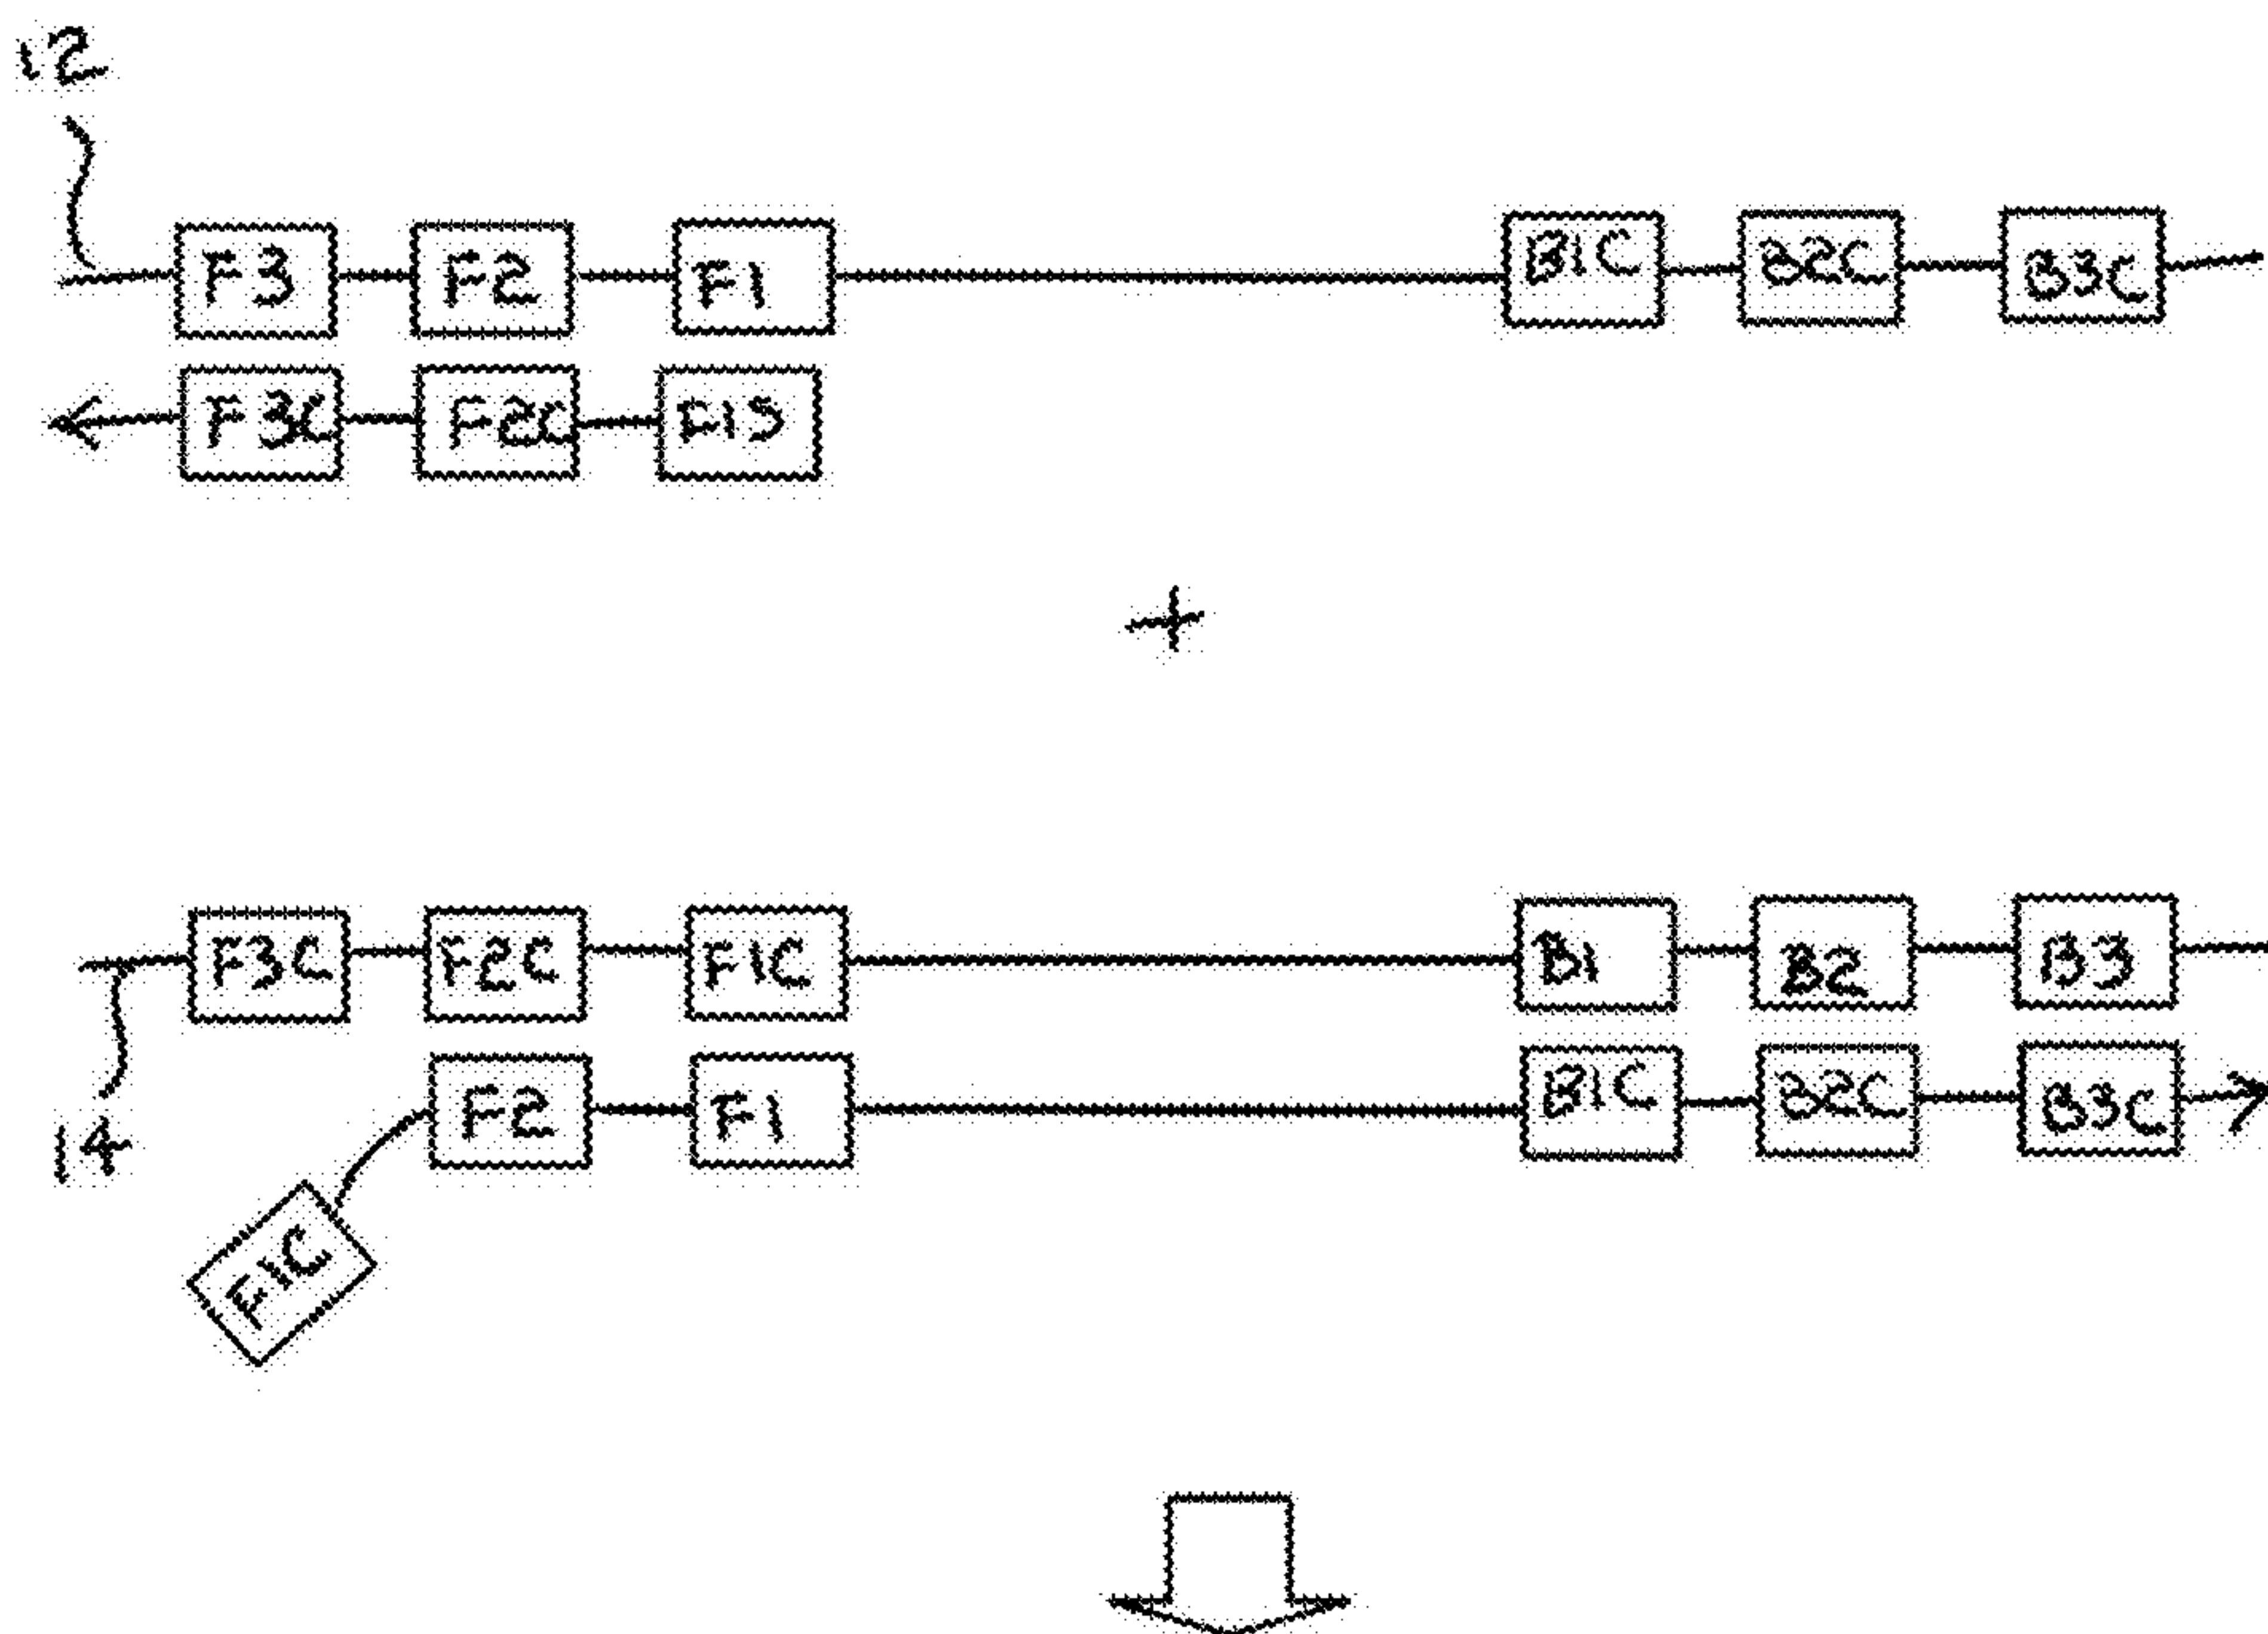 12
F3 F2 F1 B1C B2C B3C
F3C F2C F1S
+
F3C F2C F1C B1 B2 B3
F2 F1 B1C B2C B3C
14
F1C